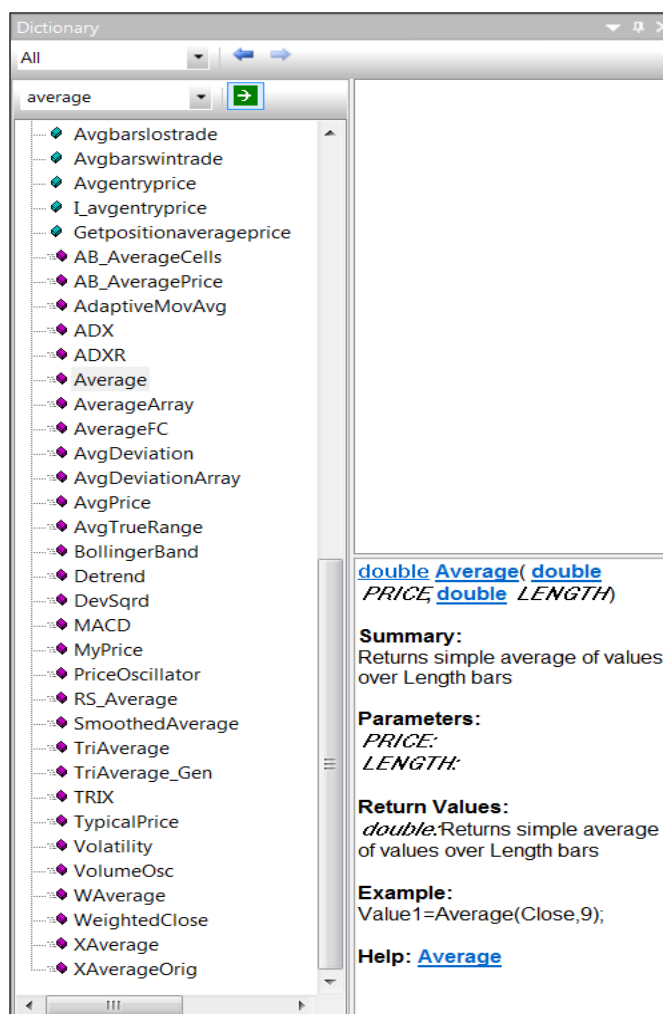 Dictionary
All
average
Avgbarslostrade
Avgbarswintrade
Avgentryprice
I_avgentryprice
Getpositionaverageprice
AB_AverageCells
AB_AveragePrice
AdaptiveMovAvg
ADX
ADXR
Average
AverageArray
AverageFC
AvgDeviation
AvgDeviationArray
AvgPrice
AvgTrueRange
BollingerBand
Detrend
DevSqrd
MACD
MyPrice
PriceOscillator
RS_Average
SmoothedAverage
TriAverage
TriAverage_Gen
TRIX
TypicalPrice
Volatility
VolumeOsc
WAverage
WeightedClose
XAverage
XAverageOrig
double Average( double
PRICE, double LENGTH)
Summary:
Returns simple average of values
over Length bars
Parameters:
PRICE:
LENGTH:
Return Values:
double:Returns simple average
of values over Length bars
Example:
Value1=Average(Close,9);
Help: Average